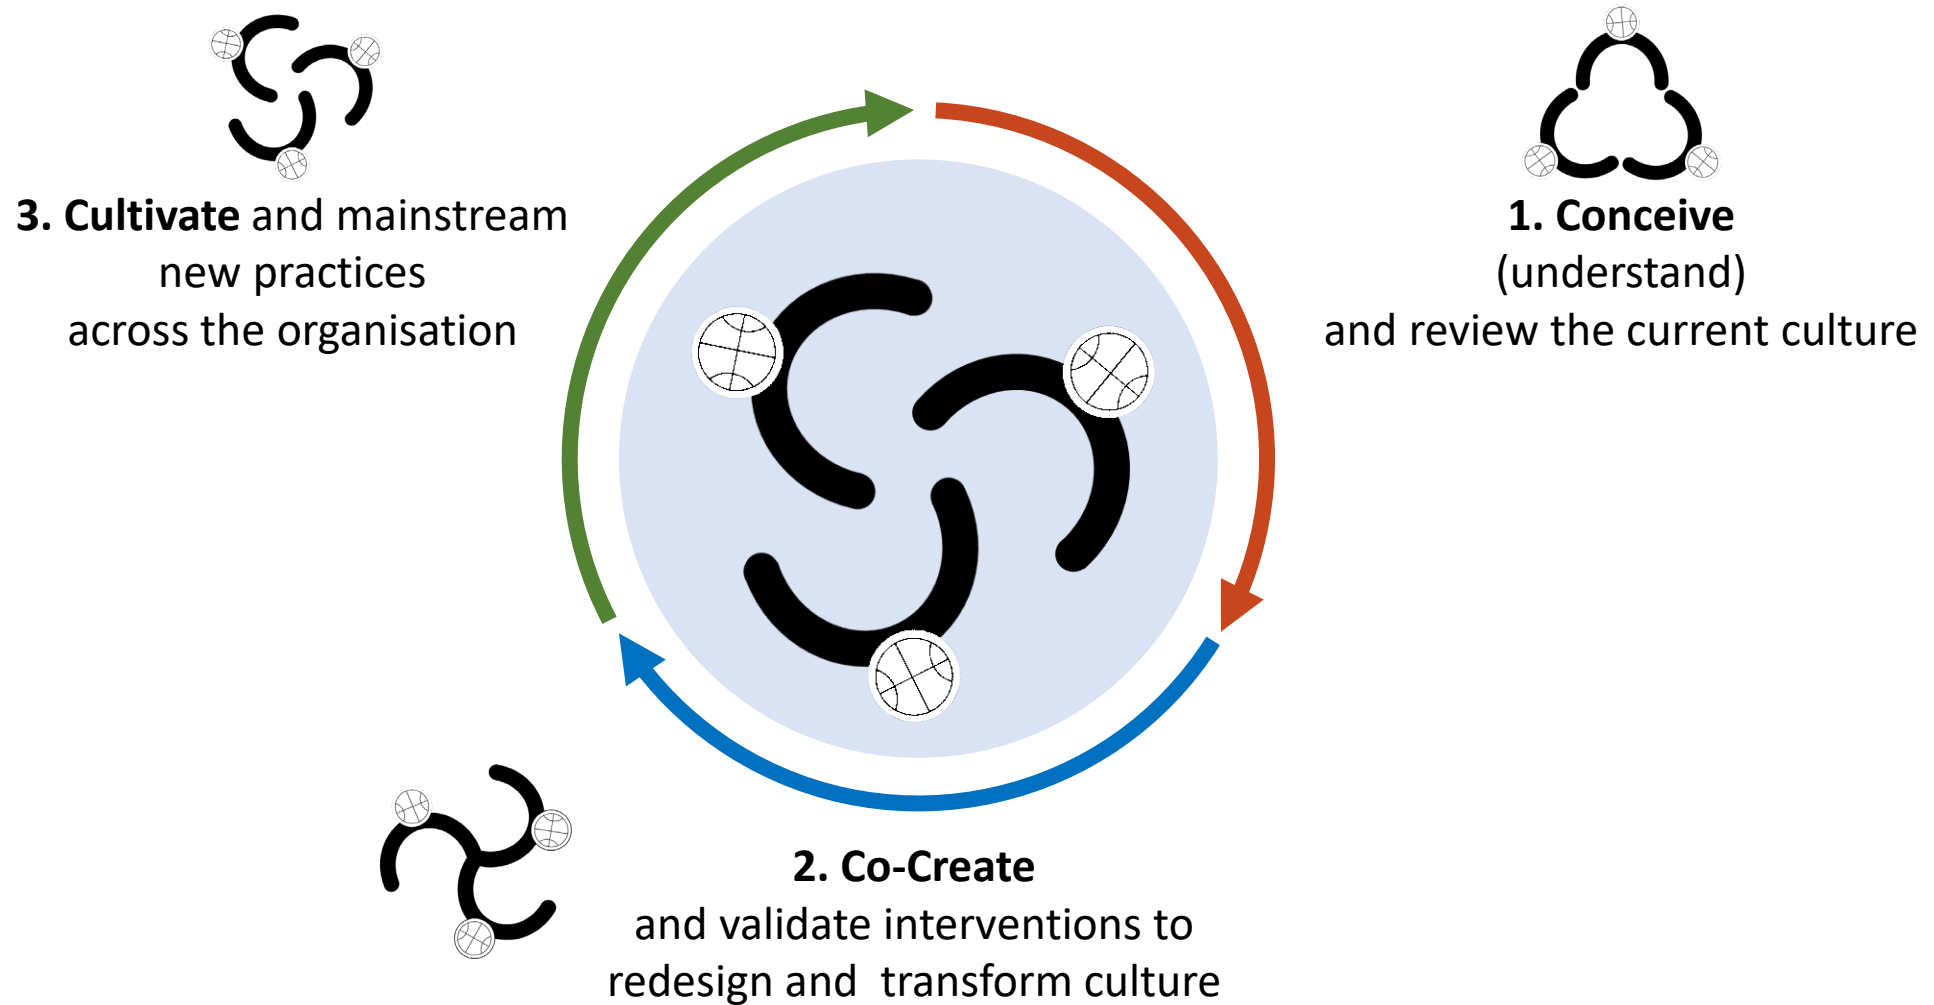 1. Conceive
(understand)
and review the current culture
2. Co-Create
and validate interventions to
redesign and  transform culture
3. Cultivate and mainstream
new practices
across the organisation